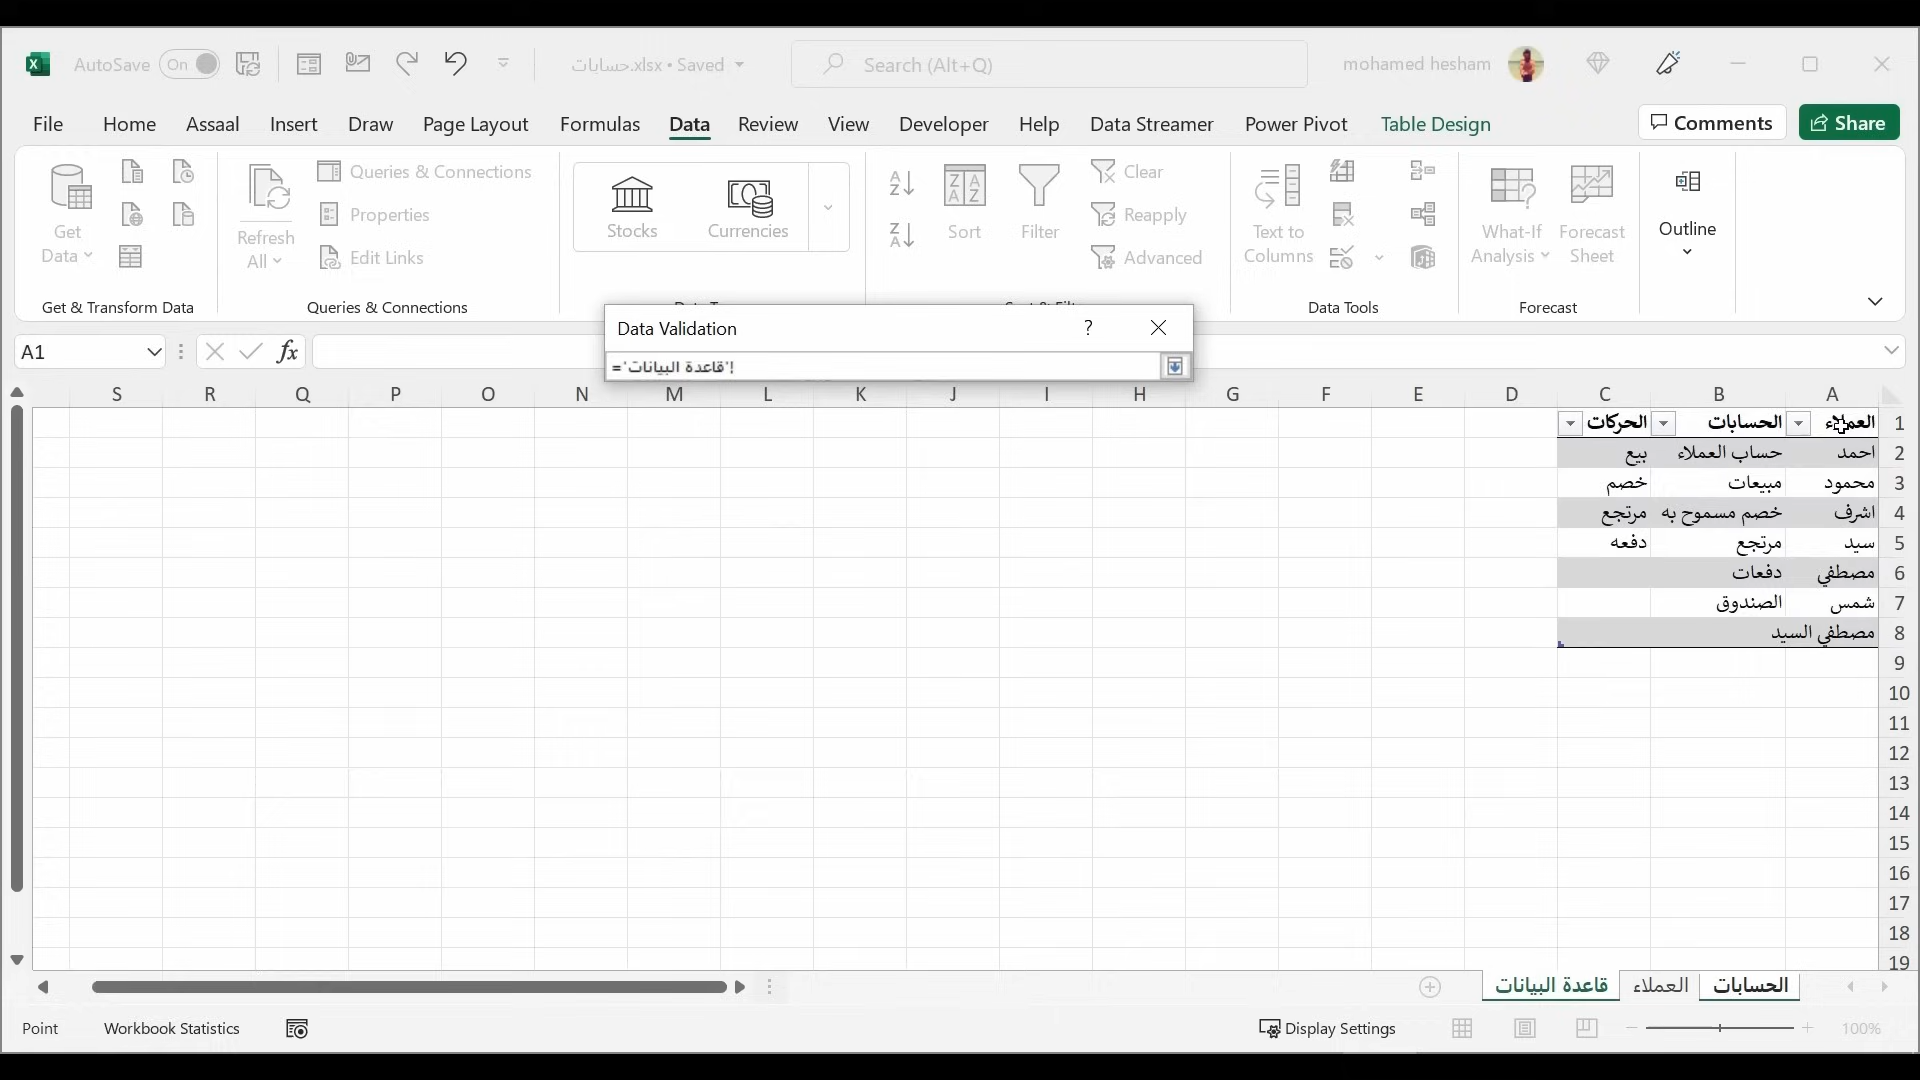 AutoSave On حسابات.xlsx • Saved Search (Alt+Q) mohamed hesham
File Home Assaal Insert Draw Page Layout Formulas Data Review View Developer Help Data Streamer Power Pivot Table Design Comments Share
Get Data
Get & Transform Data
Refresh All
Queries & Connections
Properties
Edit Links
Queries & Connections
Stocks
Currencies
Sort
Filter
Clear
Reapply
Advanced
Text to Columns
Data Tools
What-If Analysis
Forecast Sheet
Forecast
Outline
Data Validation ?
='قاعدة البيانات'!
A1 fx
S R Q P O N M L K J I H G F E D C B A
العملاء الحسابات الحركات 1
احمد حساب العملاء بيع 2
محمود مبيعات خصم 3
اشرف خصم مسموح به مرتجع 4
سيد مرتجع دفعه 5
مصطفي دفعات 6
شمس الصندوق 7
مصطفي السيد 8
9
10
11
12
13
14
15
16
17
18
19
الحسابات العملاء قاعدة البيانات
Point Workbook Statistics Display Settings 100%